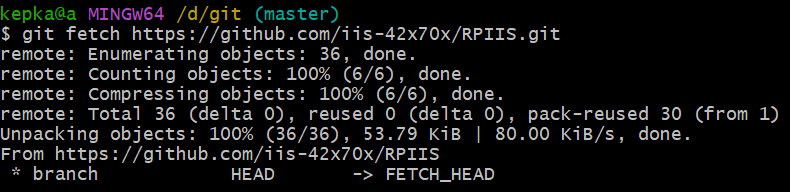 kepka@a MINGW64 /d/git (master)
$ git fetch https://github.com/iis-42x70x/RPIIS.git
remote: Enumerating objects: 36, done.
remote: Counting objects: 100% (6/6), done.
remote: Compressing objects: 100% (6/6), done.
remote: Total 36 (delta 0), reused 0 (delta 0), pack-reused 30 (from 1)
Unpacking objects: 100% (36/36), 53.79 KiB | 80.00 KiB/s, done.
From https://github.com/iis-42x70x/RPIIS
 * branch            HEAD       -> FETCH_HEAD